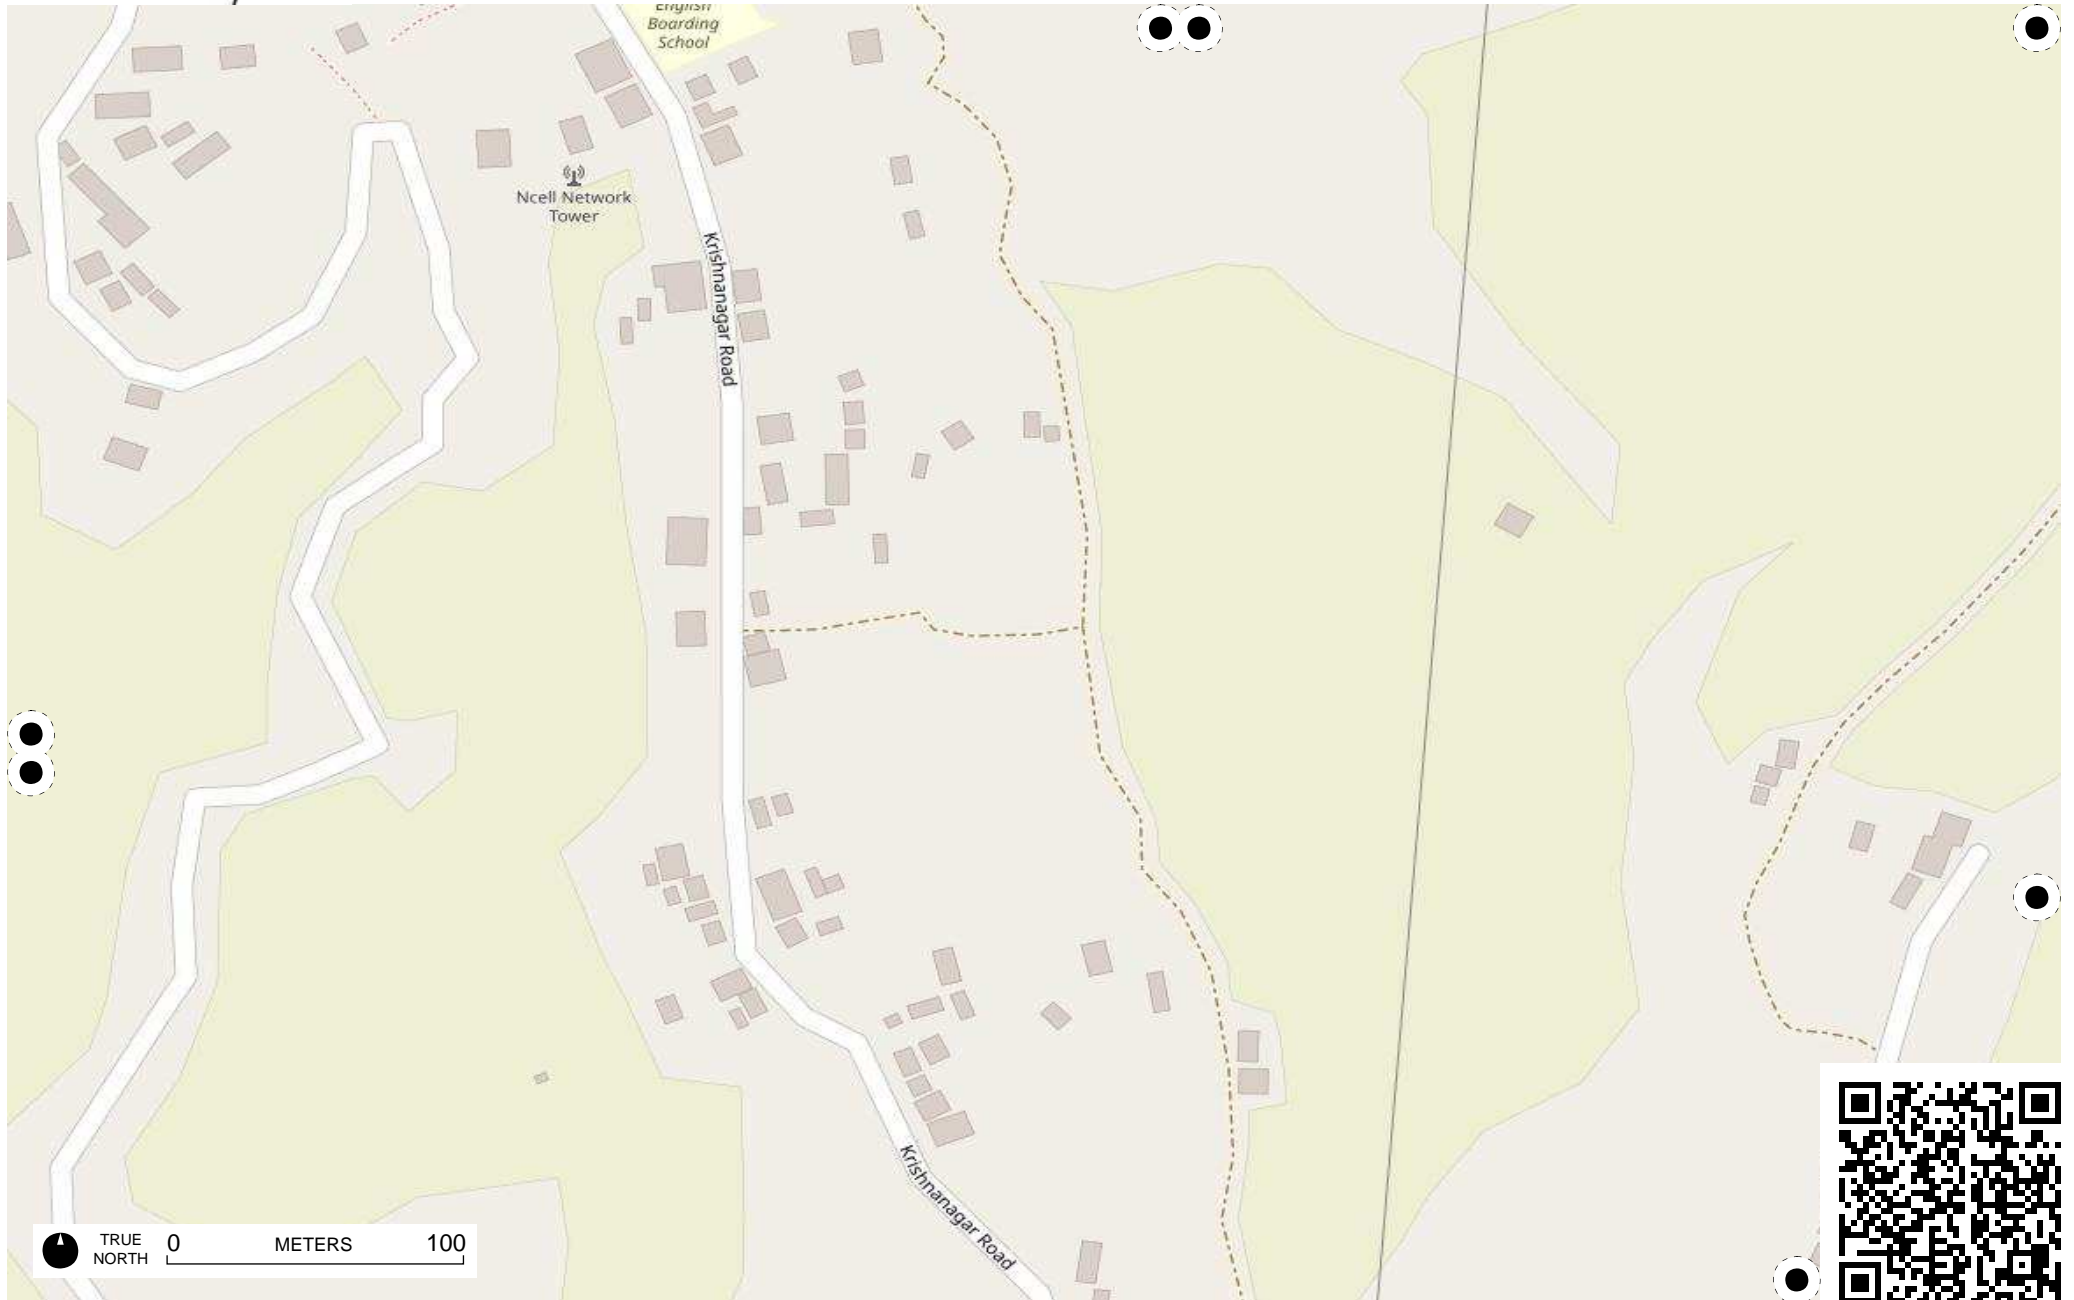 English
Boarding
School
Ncell Network
Tower
Krishnanagar Road
Krishnanagar Road
TRUE
NORTH
0 METERS 100